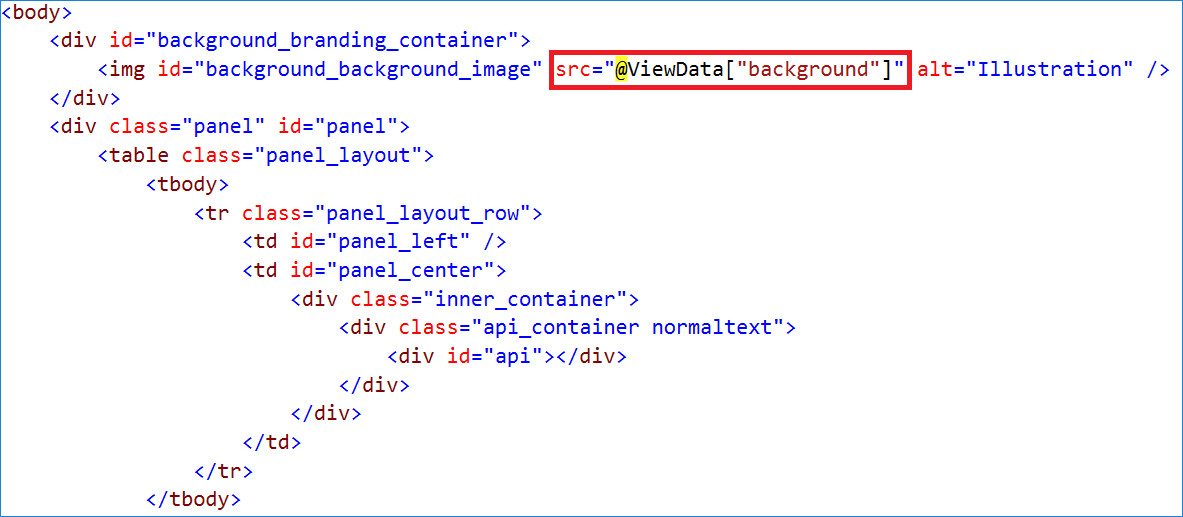 <body>
    <div id="background_branding_container">
        <img id="background_background_image" src="@ViewData["background"]" alt="Illustration" />
    </div>
    <div class="panel" id="panel">
        <table class="panel_layout">
            <tbody>
                <tr class="panel_layout_row">
                    <td id="panel_left" />
                    <td id="panel_center">
                        <div class="inner_container">
                            <div class="api_container normaltext">
                                <div id="api"></div>
                            </div>
                        </div>
                    </td>
                </tr>
            </tbody>